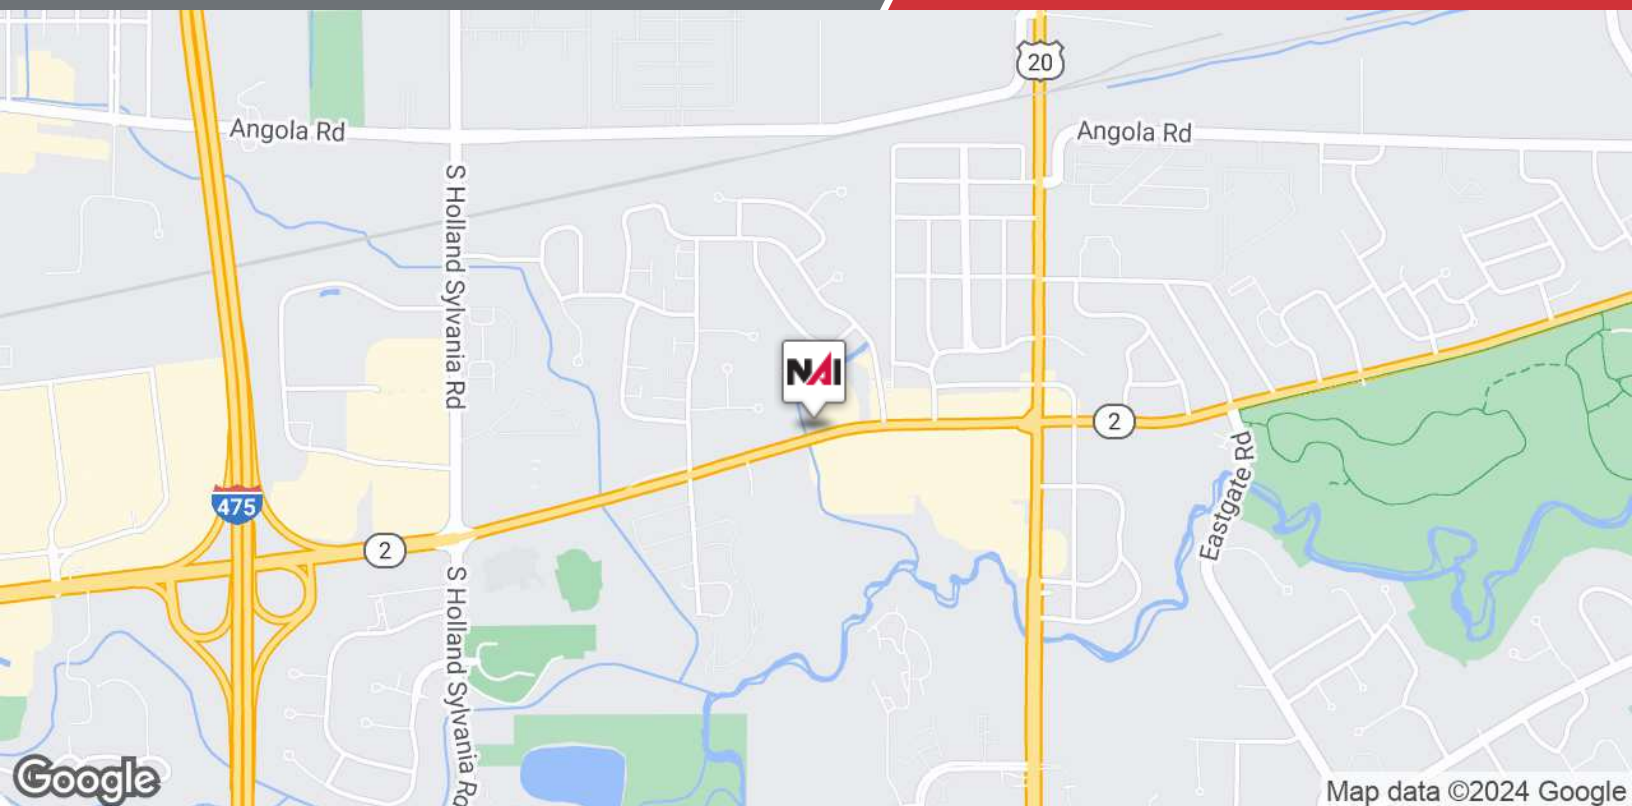 20
Angola Rd
Angola Rd
S Holland Sylvania Rd
NAI
2
Eastgate Rd
475
2
S Holland Sylvania Rd
Google
Map data ©2024 Google